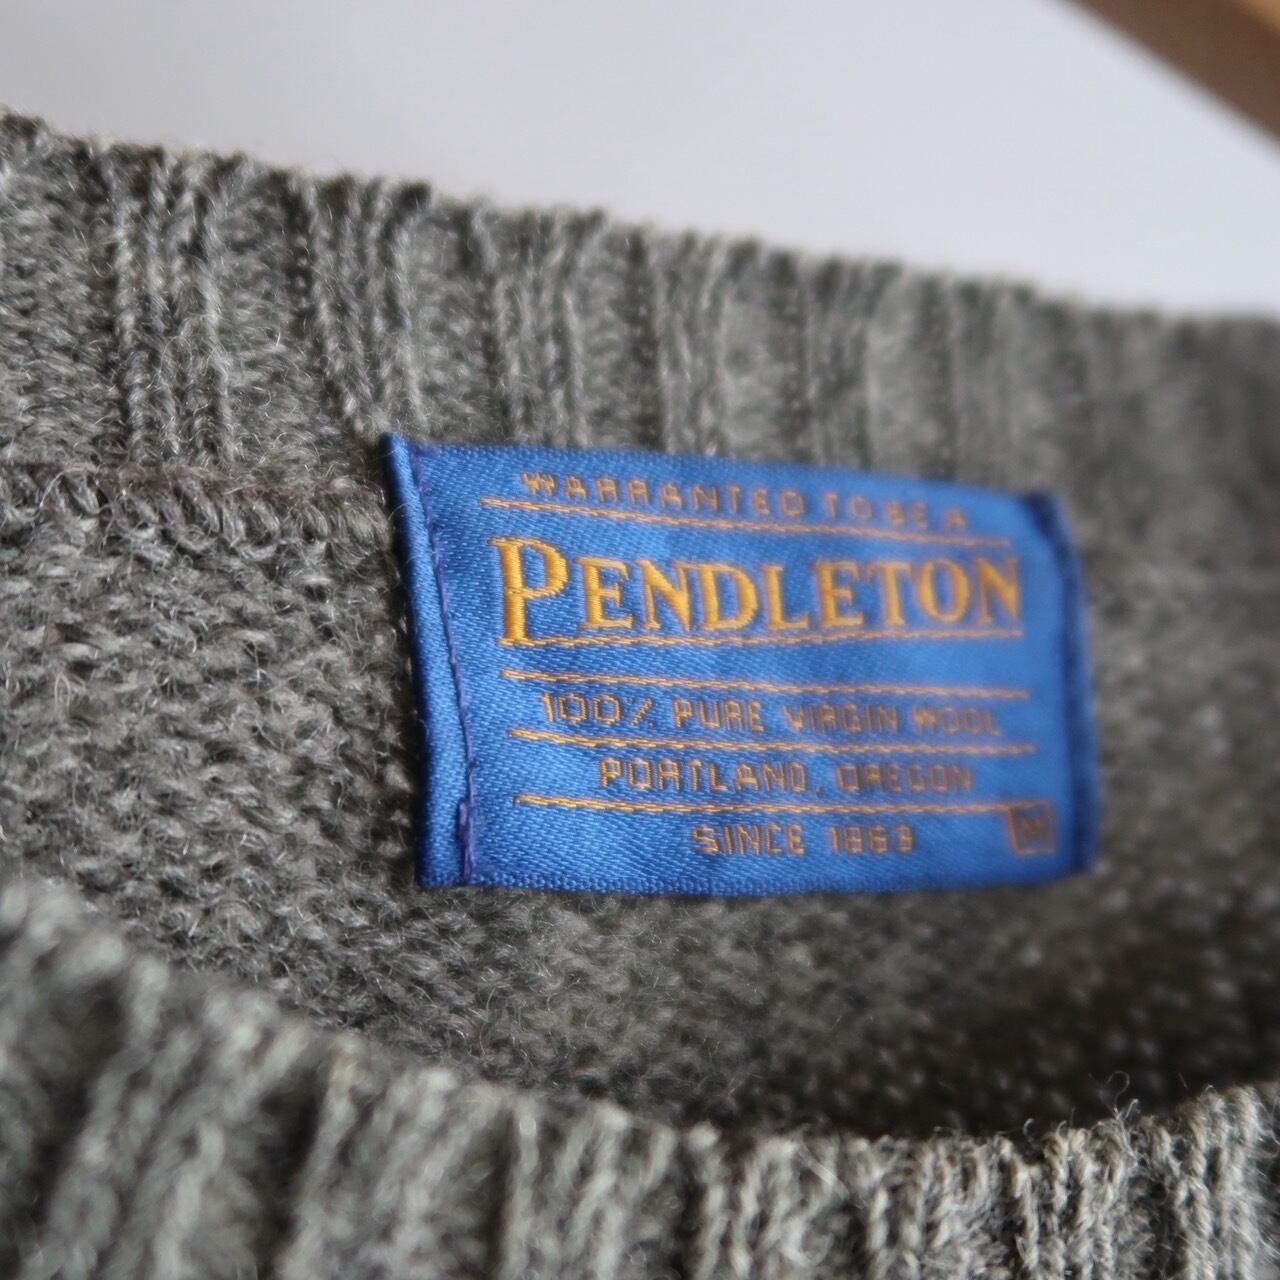 WARRANTED TO BE A
PENDLETON
100% PURE VIRGIN WOOL
PORTLAND, OREGON
SINCE 1863
M